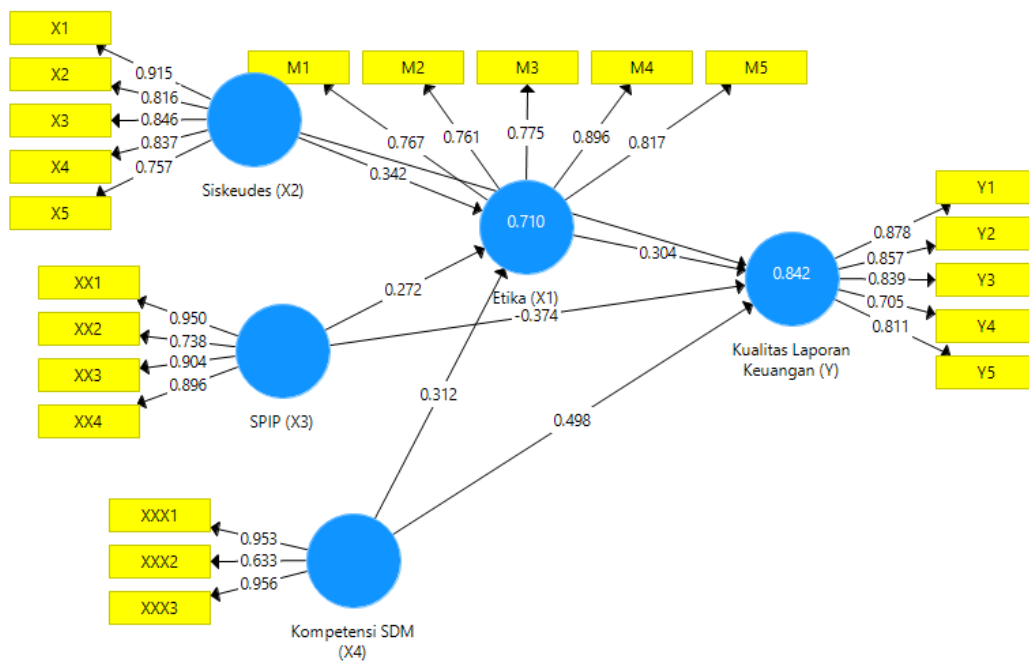 X1
X2
X3
X4
X5
0.915
0.816
0.846
0.837
0.757
Siskeudes (X2)
M1
M2
M3
M4
M5
0.767
0.761
0.775
0.896
0.817
0.342
0.710
Etika (X1)
0.304
0.272
-0.374
0.312
0.498
XX1
XX2
XX3
XX4
0.950
0.738
0.904
0.896
SPIP (X3)
XXX1
XXX2
XXX3
0.953
0.633
0.956
Kompetensi SDM
(X4)
0.842
Kualitas Laporan
Keuangan (Y)
0.878
0.857
0.839
0.705
0.811
Y1
Y2
Y3
Y4
Y5